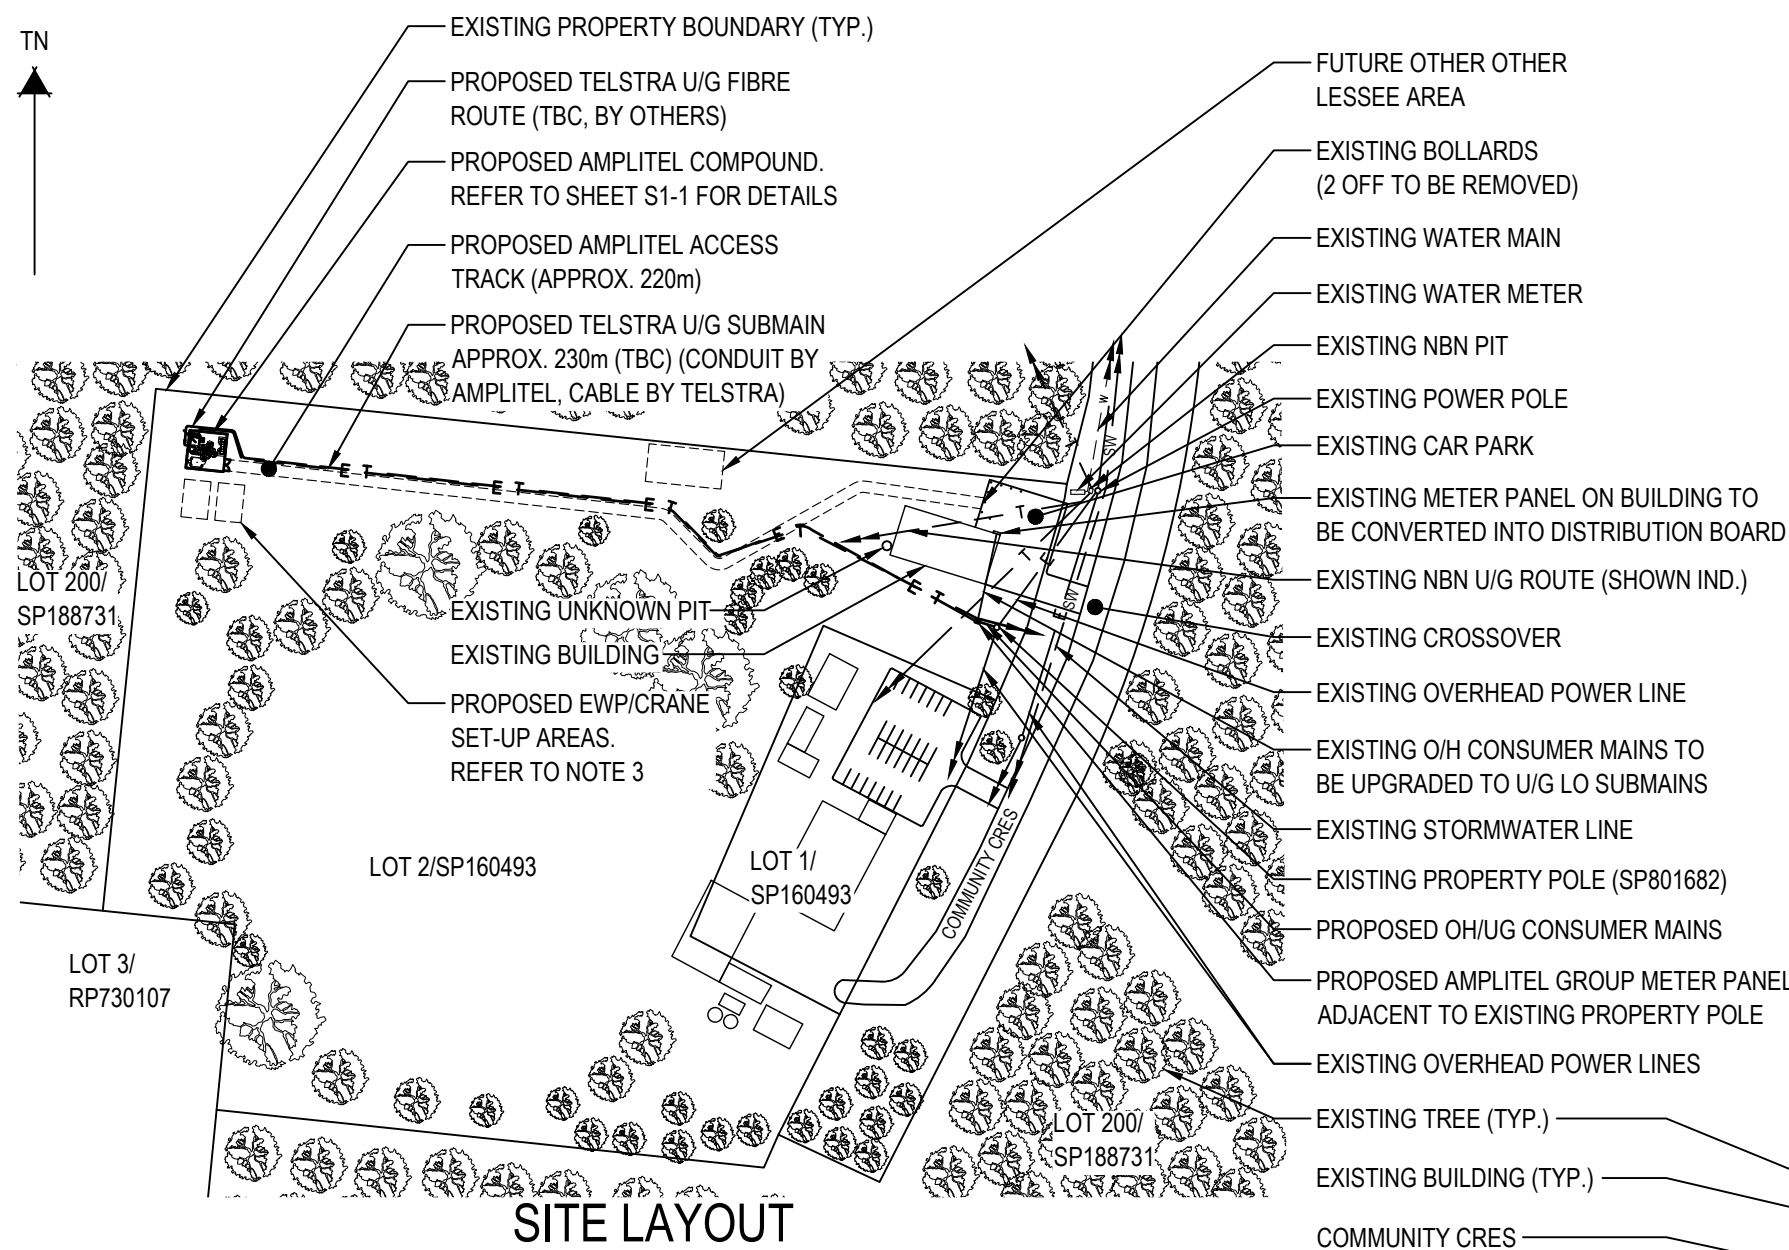 TN
EXISTING PROPERTY BOUNDARY (TYP.)
PROPOSED TELSTRA U/G FIBRE
ROUTE (TBC, BY OTHERS)
PROPOSED AMPLITEL COMPOUND.
REFER TO SHEET S1-1 FOR DETAILS
PROPOSED AMPLITEL ACCESS
TRACK (APPROX. 220m)
PROPOSED TELSTRA U/G SUBMAIN
APPROX. 230m (TBC) (CONDUIT BY
AMPLITEL, CABLE BY TELSTRA)
FUTURE OTHER OTHER
LESSEE AREA
EXISTING BOLLARDS
(2 OFF TO BE REMOVED)
EXISTING WATER MAIN
EXISTING WATER METER
EXISTING NBN PIT
EXISTING POWER POLE
EXISTING CAR PARK
EXISTING METER PANEL ON BUILDING TO
BE CONVERTED INTO DISTRIBUTION BOARD
EXISTING NBN U/G ROUTE (SHOWN IND.)
EXISTING CROSSOVER
EXISTING OVERHEAD POWER LINE
EXISTING O/H CONSUMER MAINS TO
BE UPGRADED TO U/G LO SUBMAINS
EXISTING STORMWATER LINE
EXISTING PROPERTY POLE (SP801682)
PROPOSED OH/UG CONSUMER MAINS
PROPOSED AMPLITEL GROUP METER PANEL
ADJACENT TO EXISTING PROPERTY POLE
EXISTING OVERHEAD POWER LINES
EXISTING TREE (TYP.)
EXISTING BUILDING (TYP.)
COMMUNITY CRES
E T
E T
E T
E T
E T
T
T
T
E
E
W
SW
SW
LOT 200/
SP188731
EXISTING UNKNOWN PIT
EXISTING BUILDING
PROPOSED EWP/CRANE
SET-UP AREAS.
REFER TO NOTE 3
LOT 2/SP160493
LOT 1/
SP160493
COMMUNITY CRES
LOT 3/
RP730107
LOT 200/
SP188731
SITE LAYOUT